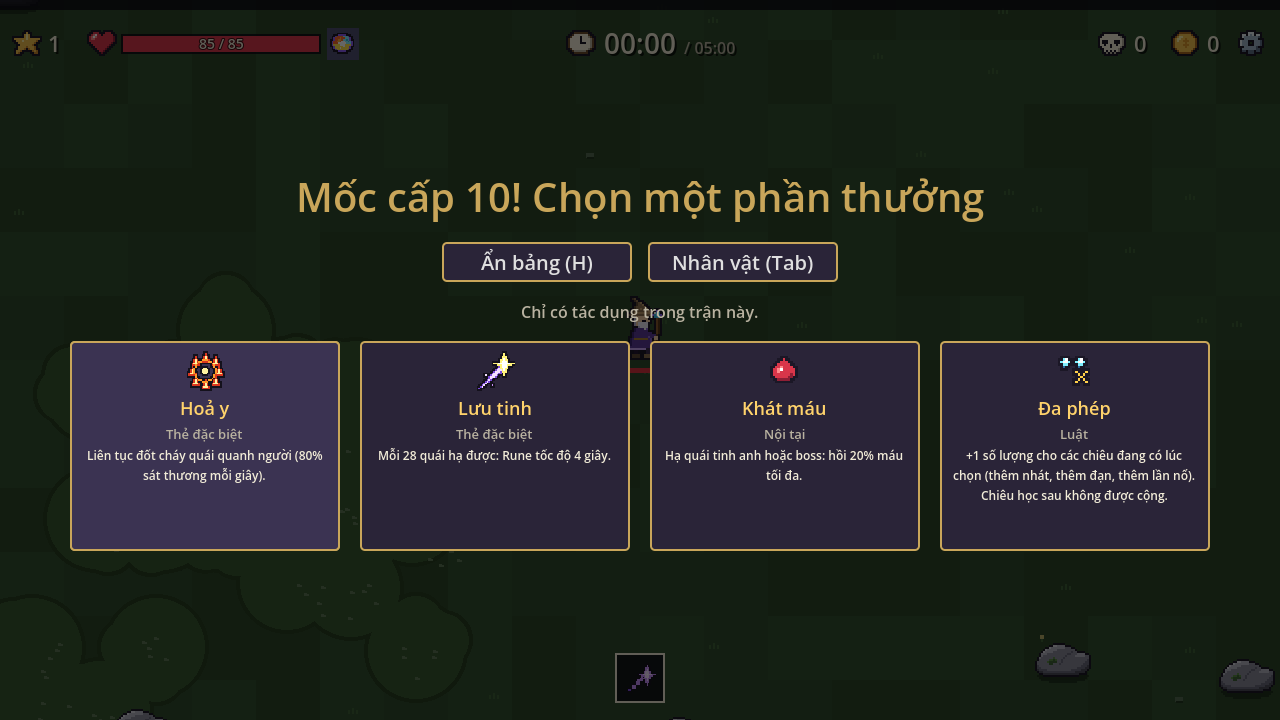 1
85 / 85
00:00 / 05:00
0
0
Mốc cấp 10! Chọn một phần thưởng
Ẩn bảng (H)
Nhân vật (Tab)
Chỉ có tác dụng trong trận này.
Hoả y
Thẻ đặc biệt
Liên tục đốt cháy quái quanh người (80%
sát thương mỗi giây).
Lưu tinh
Thẻ đặc biệt
Mỗi 28 quái hạ được: Rune tốc độ 4 giây.
Khát máu
Nội tại
Hạ quái tinh anh hoặc boss: hồi 20% máu
tối đa.
Đa phép
Luật
+1 số lượng cho các chiêu đang có lúc
chọn (thêm nhát, thêm đạn, thêm lần nổ).
Chiêu học sau không được cộng.